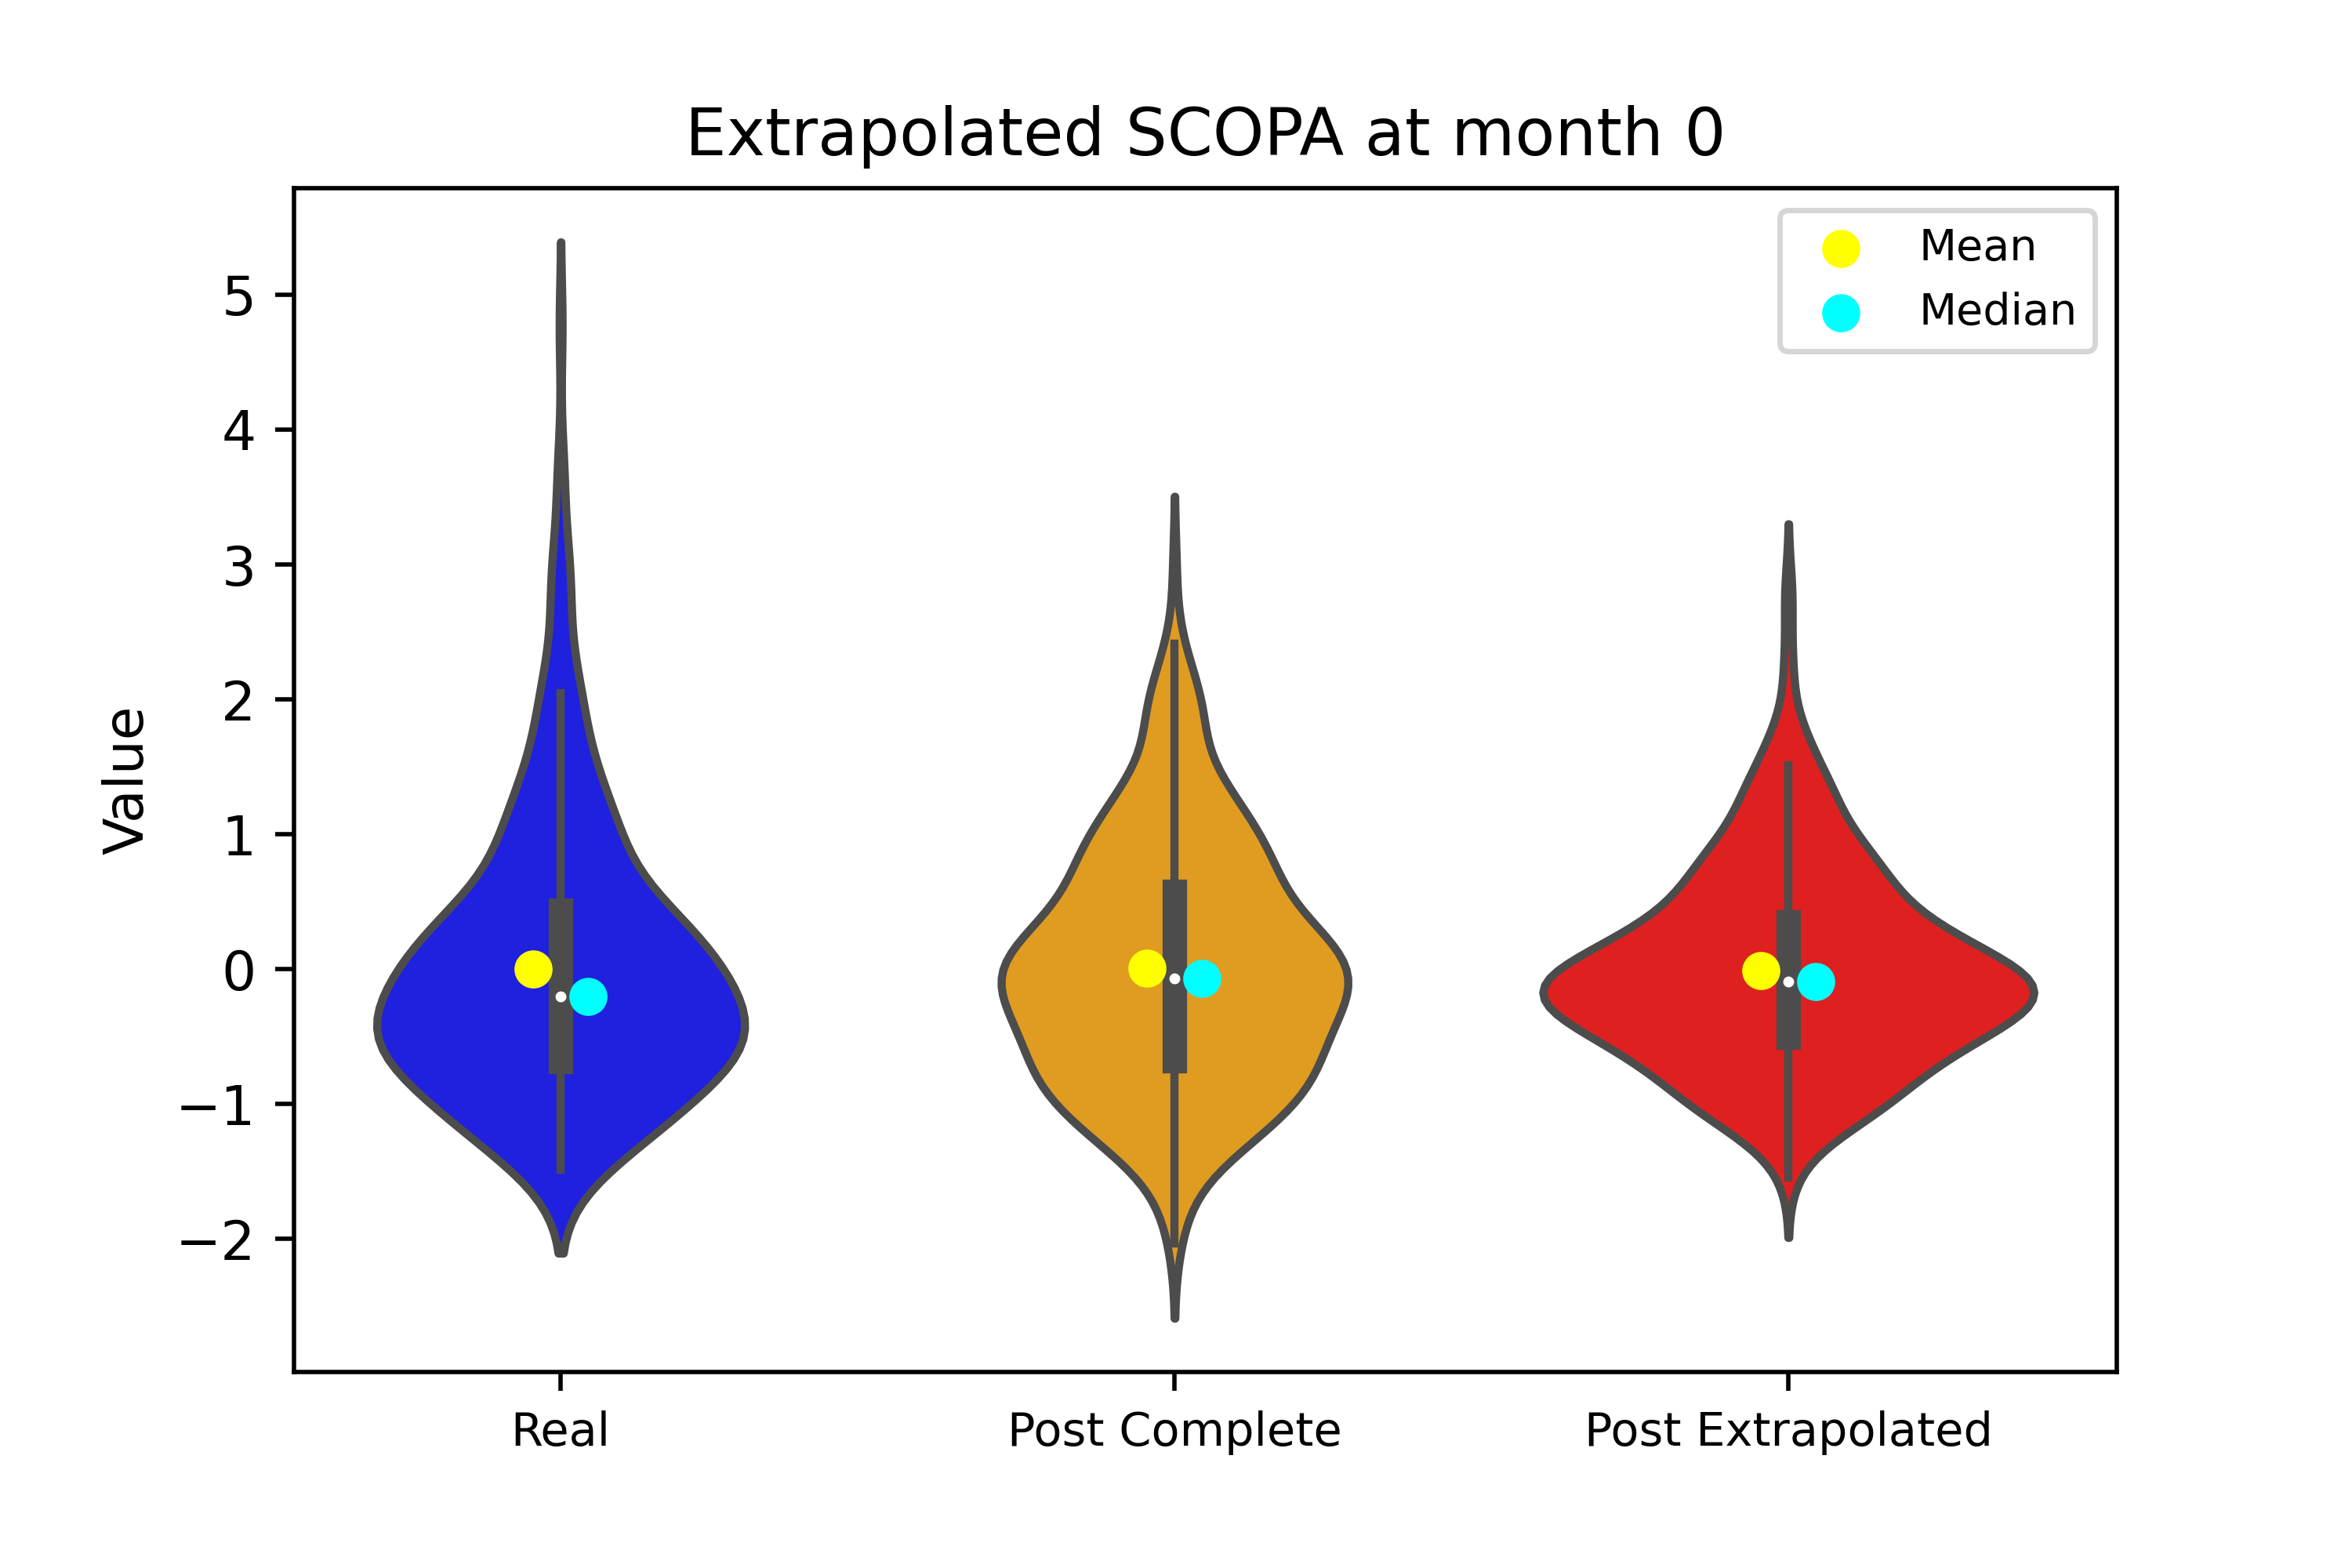 Extrapolated SCOPA at month 0
Mean
Median
Value
5
4
3
2
1
0
−1
−2
Real
Post Complete
Post Extrapolated